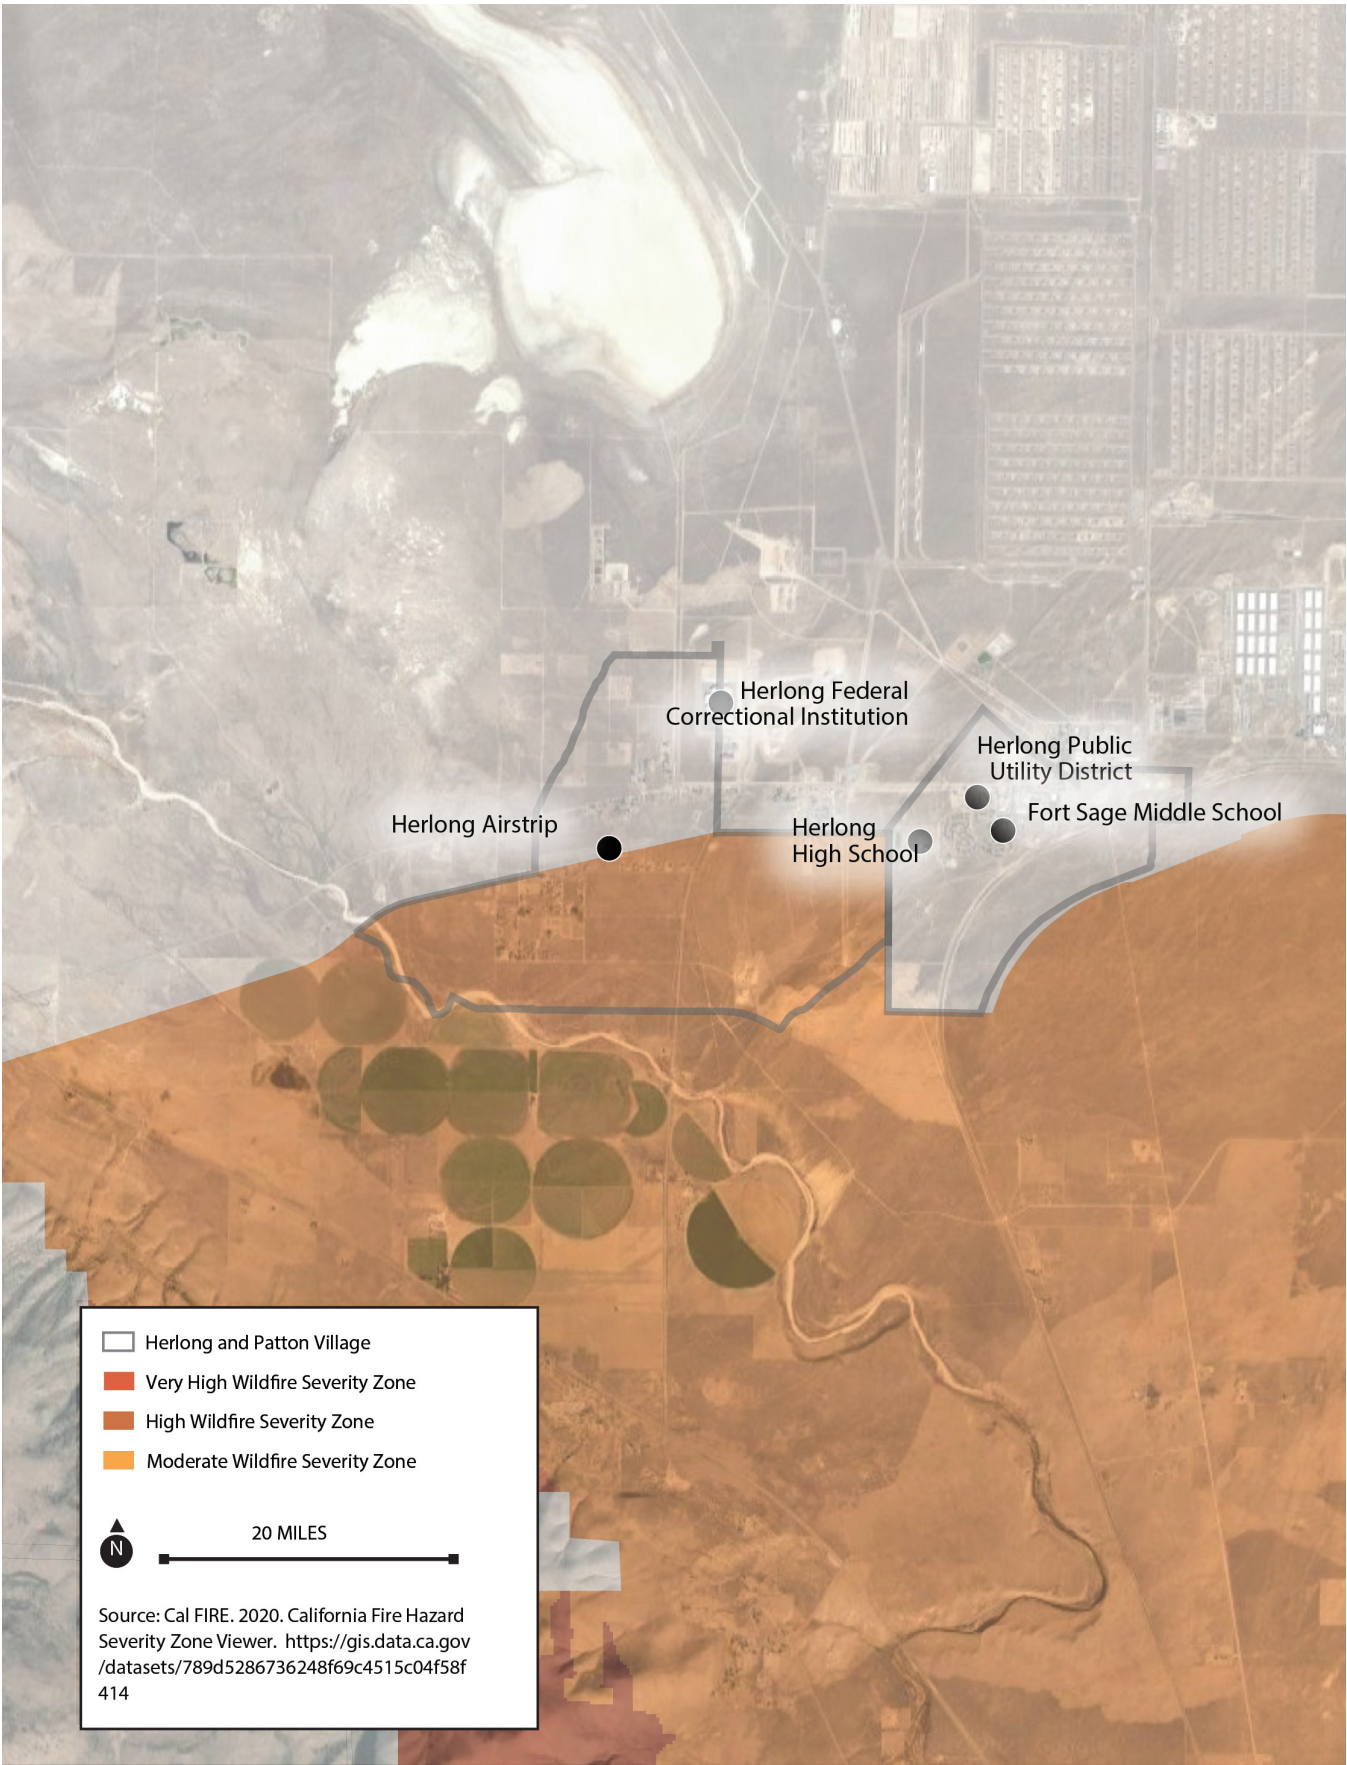 Herlong Federal
Correctional Institution
Herlong Public
Utility District
Fort Sage Middle School
Herlong Airstrip
Herlong
High School
Herlong and Patton Village
Very High Wildfire Severity Zone
High Wildfire Severity Zone
Moderate Wildfire Severity Zone
N
20 MILES
Source: Cal FIRE. 2020. California Fire Hazard
Severity Zone Viewer.  https://gis.data.ca.gov
/datasets/789d5286736248f69c4515c04f58f
414